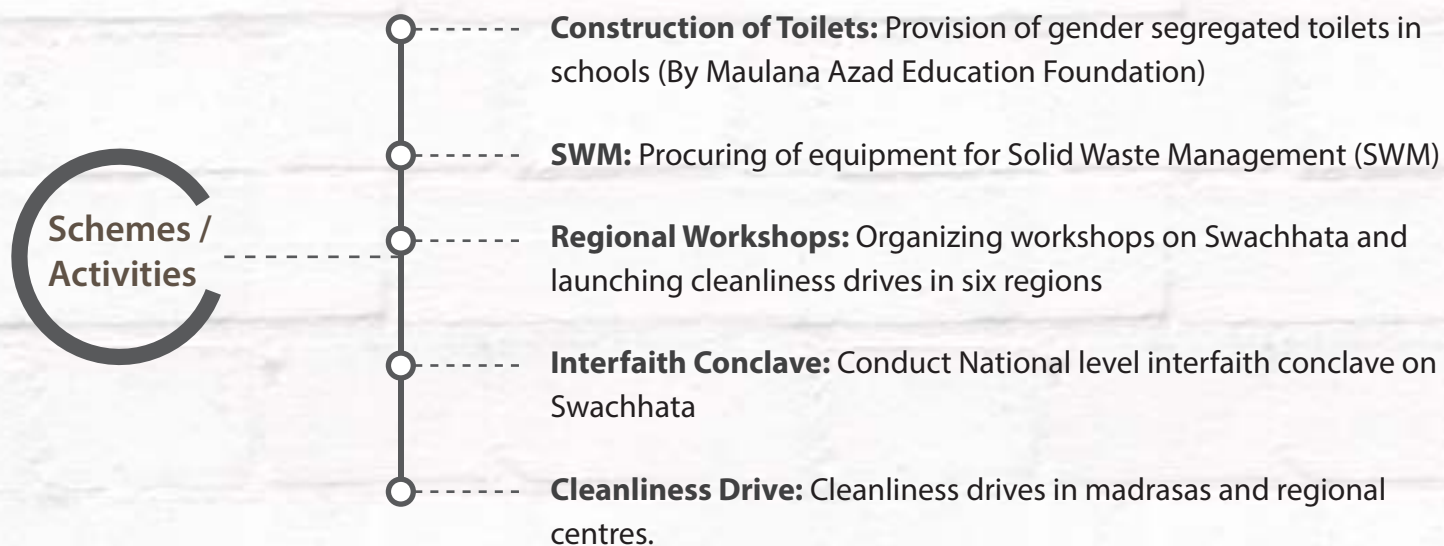 Schemes /
Activities
Construction of Toilets: Provision of gender segregated toilets in
schools (By Maulana Azad Education Foundation)
SWM: Procuring of equipment for Solid Waste Management (SWM)
Regional Workshops: Organizing workshops on Swachhata and
launching cleanliness drives in six regions
Interfaith Conclave: Conduct National level interfaith conclave on
Swachhata
Cleanliness Drive: Cleanliness drives in madrasas and regional
centres.